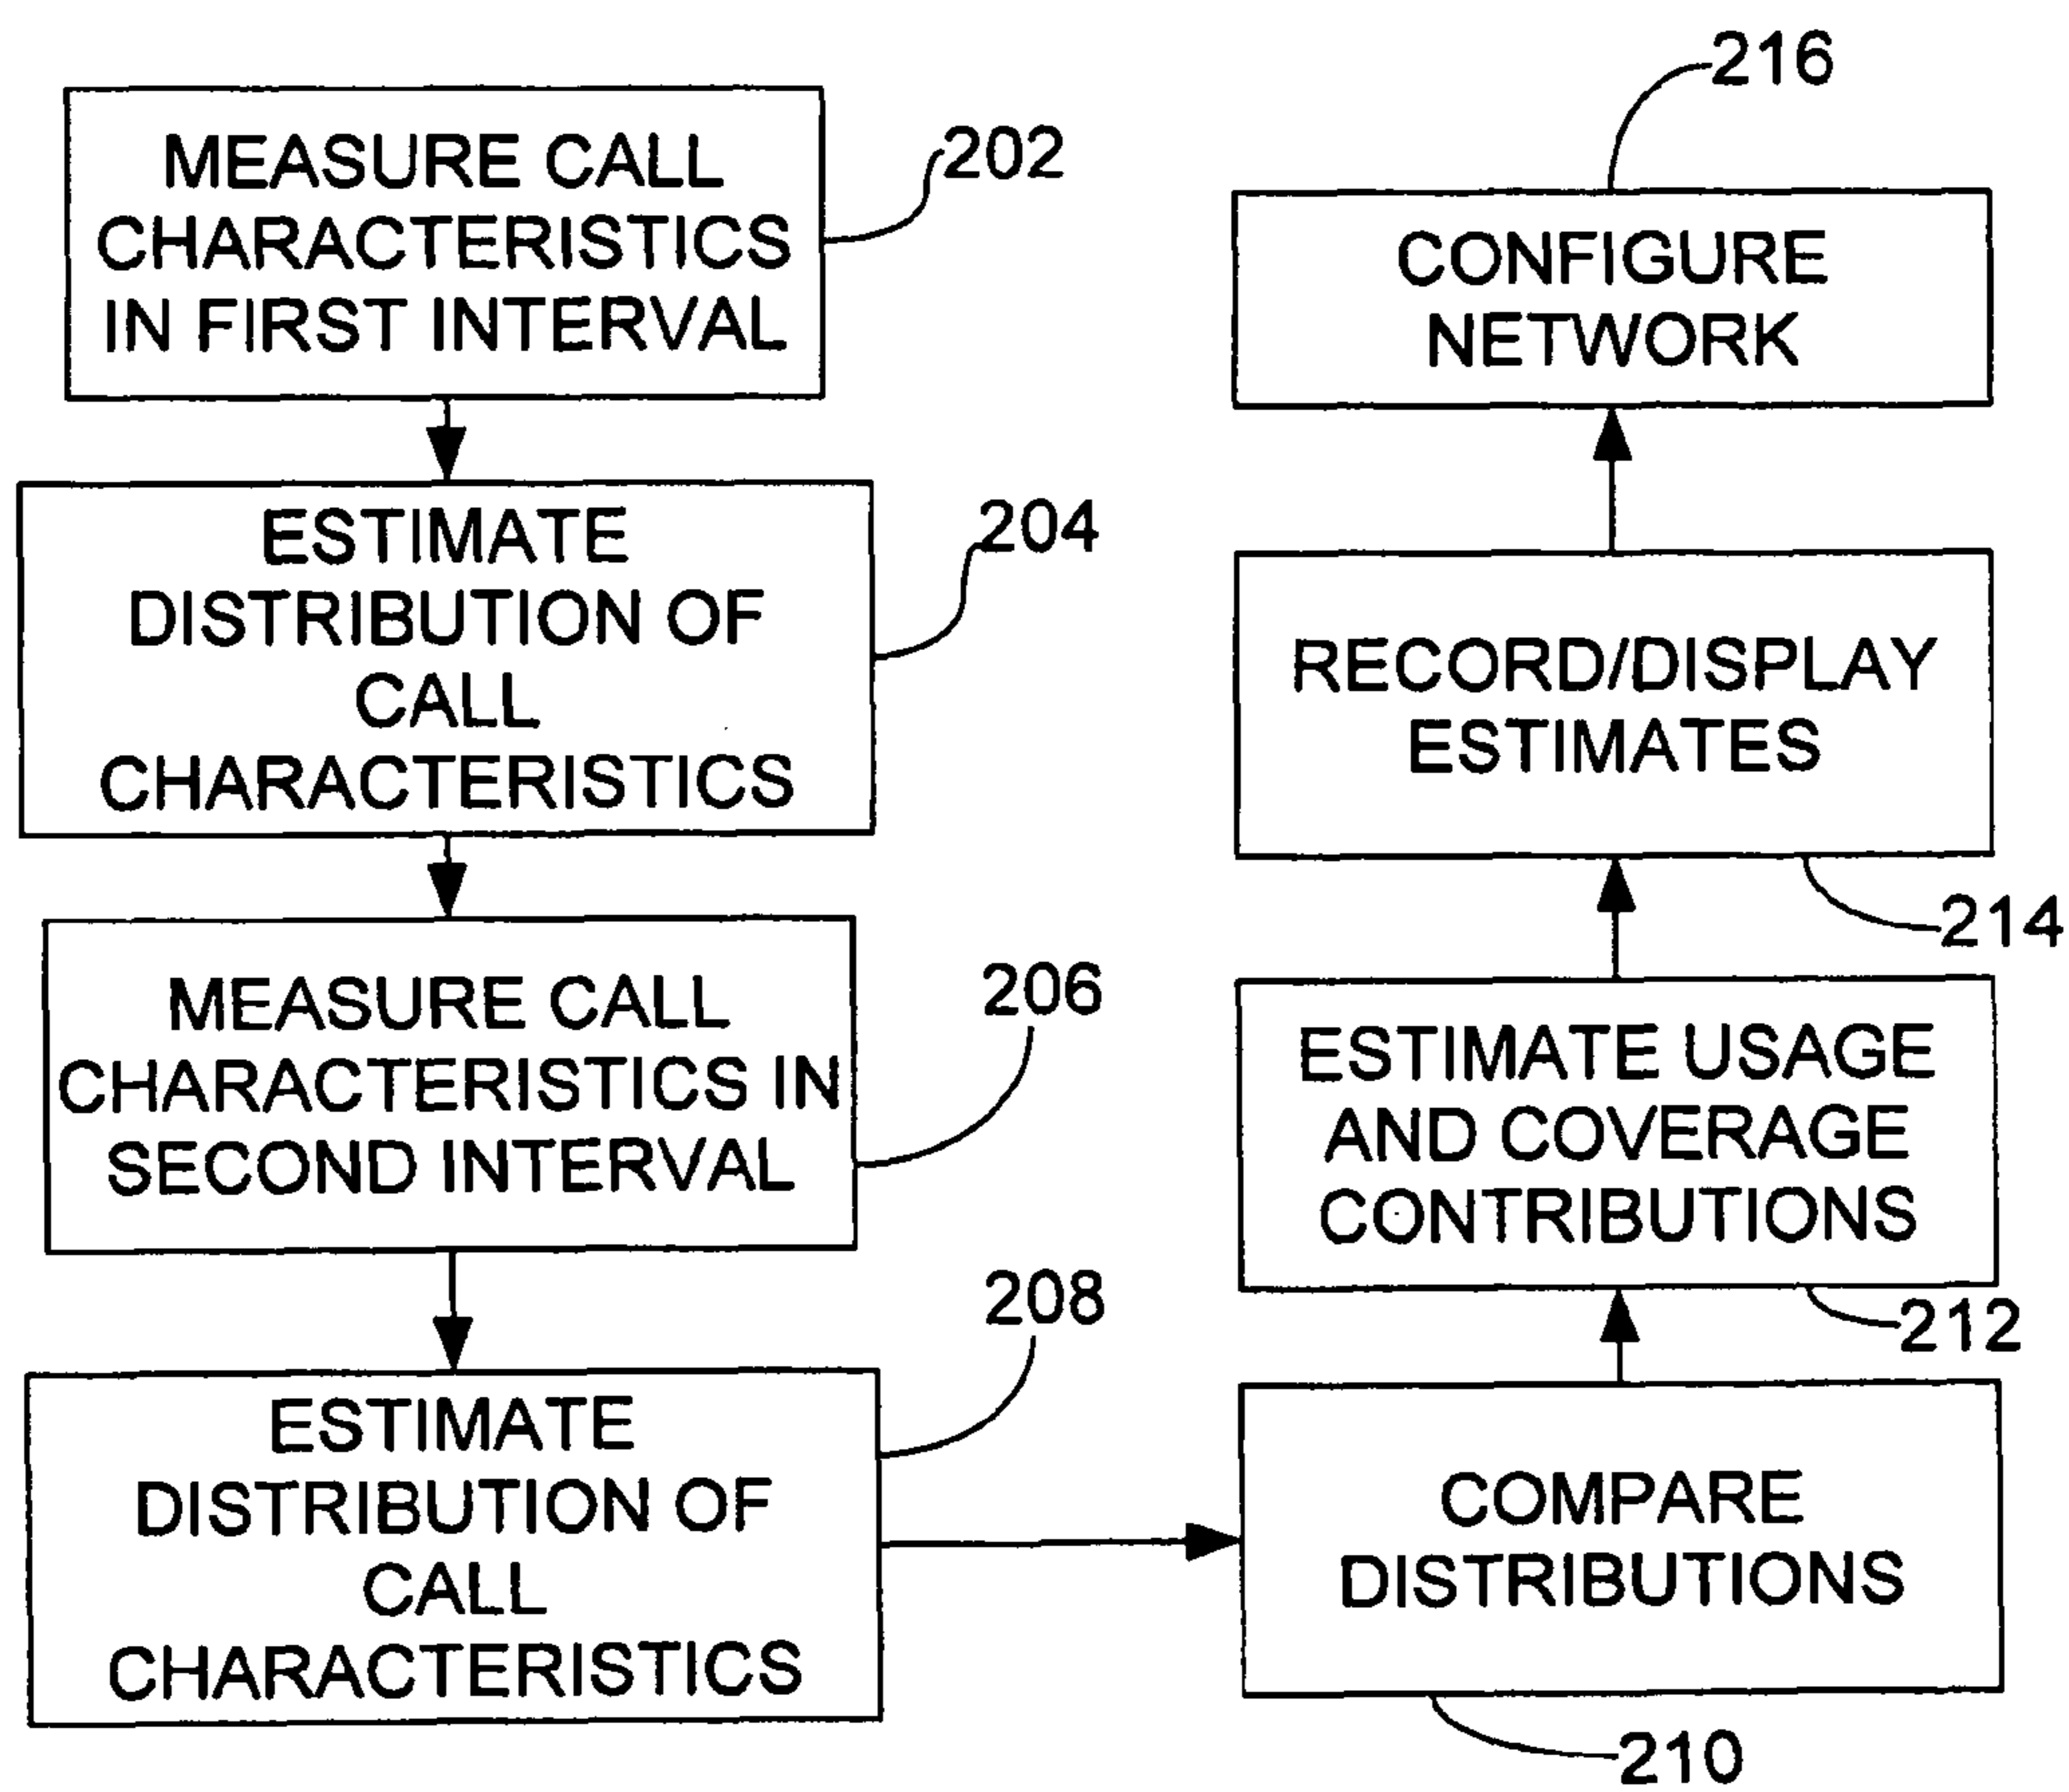 MEASURE CALL
CHARACTERISTICS
IN FIRST INTERVAL
202
ESTIMATE
DISTRIBUTION OF
CALL
CHARACTERISTICS
204
MEASURE CALL
CHARACTERISTICS IN
SECOND INTERVAL
206
ESTIMATE
DISTRIBUTION OF
CALL
CHARACTERISTICS
208
COMPARE
DISTRIBUTIONS
210
ESTIMATE USAGE
AND COVERAGE
CONTRIBUTIONS
212
RECORD/DISPLAY
ESTIMATES
214
CONFIGURE
NETWORK
216